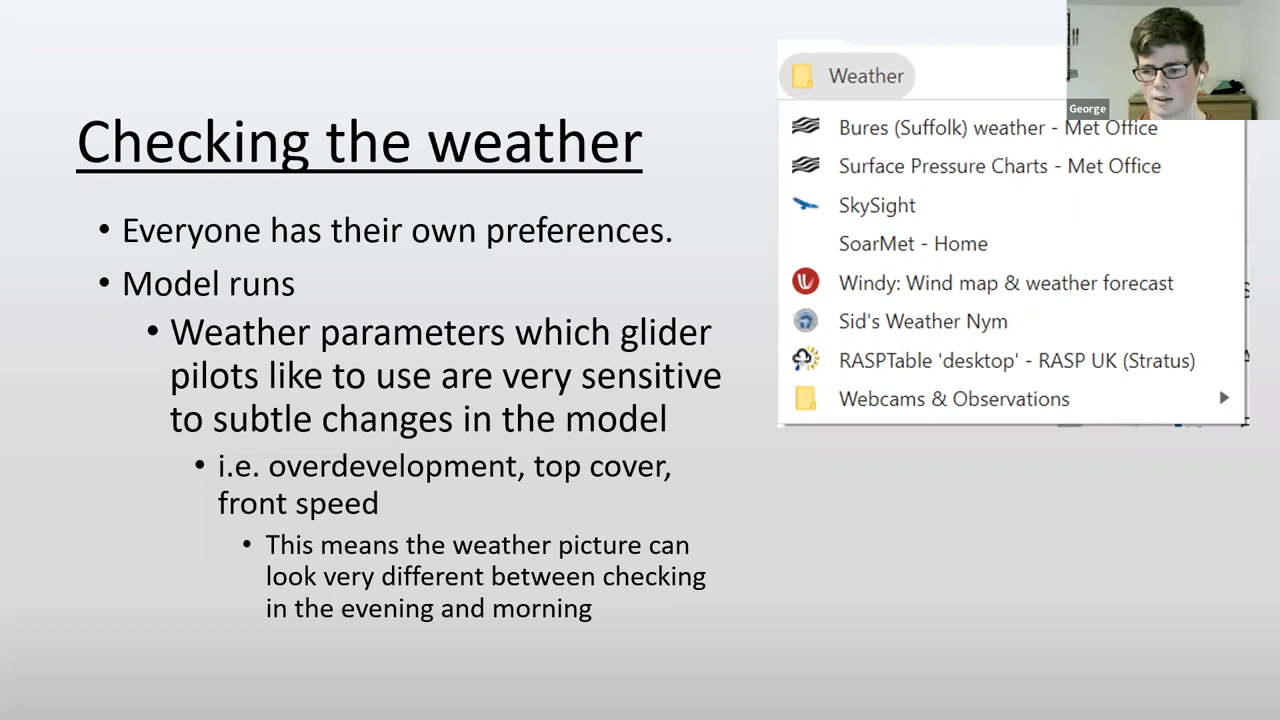 Checking the weather
• Everyone has their own preferences.
• Model runs
• Weather parameters which glider
pilots like to use are very sensitive
to subtle changes in the model
• i.e. overdevelopment, top cover,
front speed
• This means the weather picture can
look very different between checking
in the evening and morning
Weather
Bures (Suffolk) weather - Met Office
Surface Pressure Charts - Met Office
SkySight
SoarMet - Home
Windy: Wind map & weather forecast
Sid's Weather Nym
RASPTable 'desktop' - RASP UK (Stratus)
Webcams & Observations
George